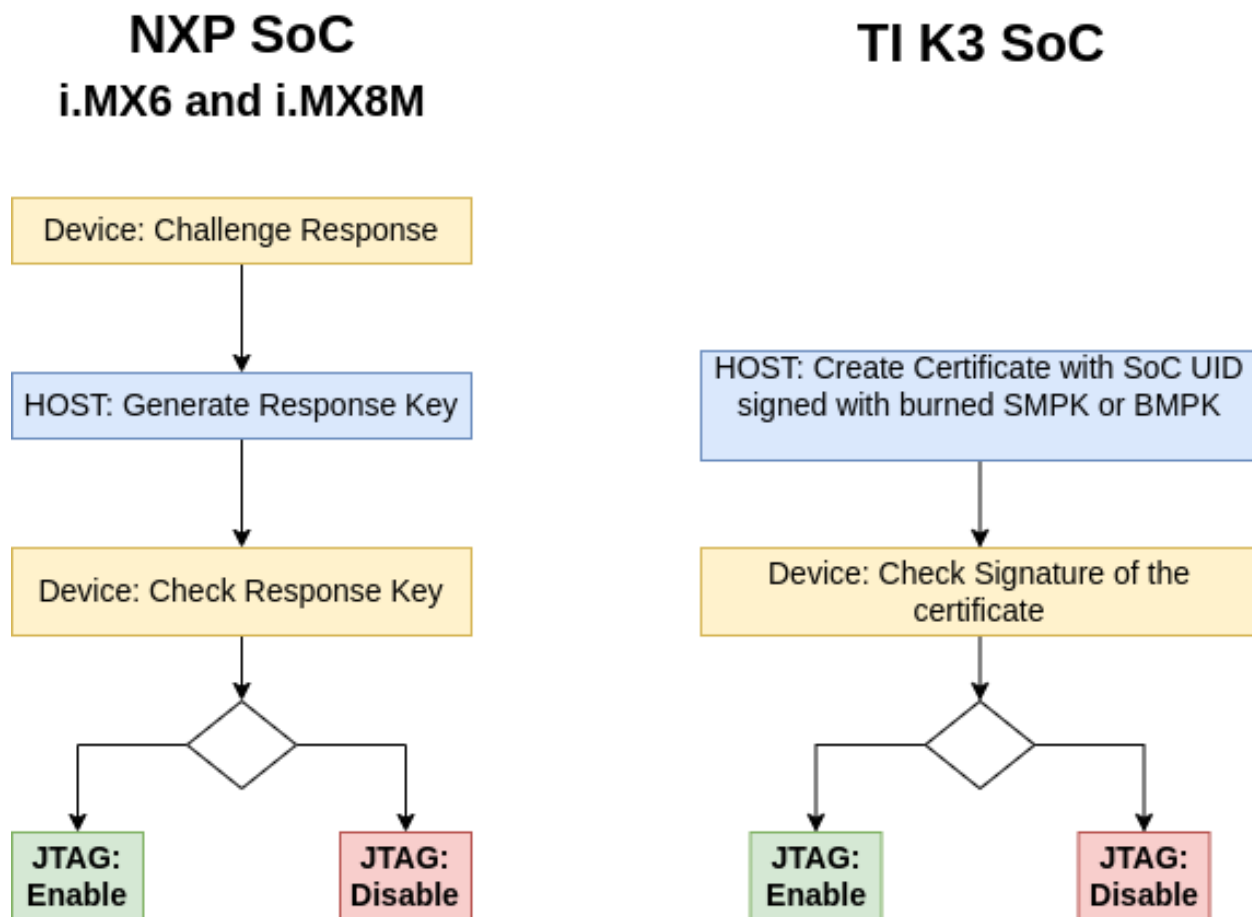 NXP SoC
i.MX6 and i.MX8M
Device: Challenge Response
HOST: Generate Response Key
Device: Check Response Key
JTAG:
Enable
JTAG:
Disable
TI K3 SoC
HOST: Create Certificate with SoC UID
signed with burned SMPK or BMPK
Device: Check Signature of the
certificate
JTAG:
Enable
JTAG:
Disable